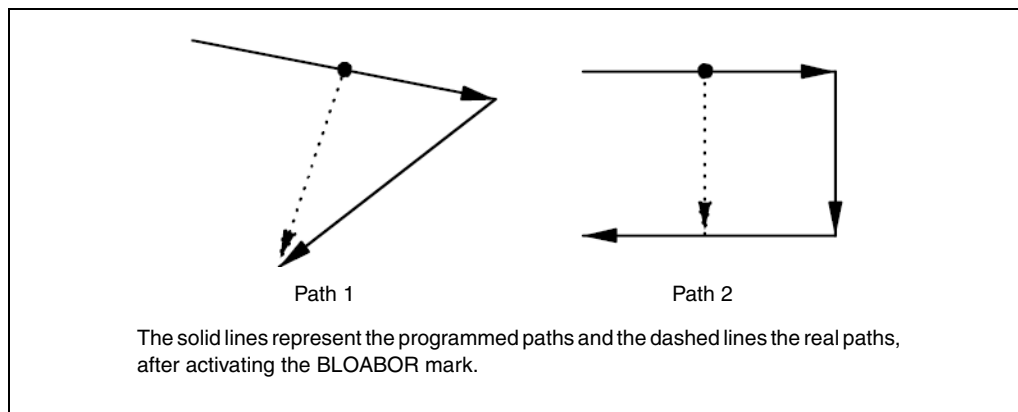 Path 1
Path 2
The solid lines represent the programmed paths and the dashed lines the real paths,
after activating the BLOABOR mark.